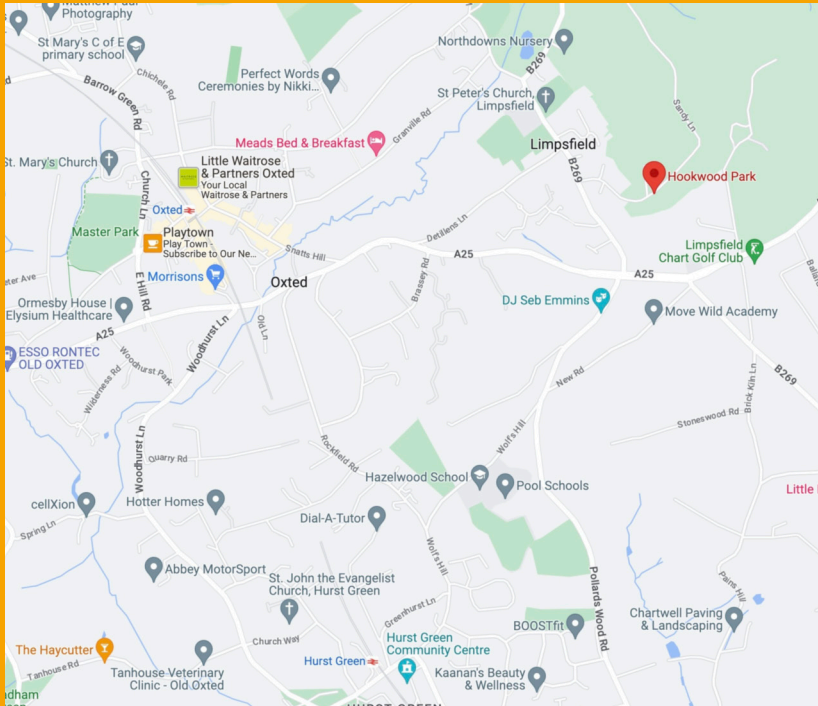 Photography
St Mary's C of E
primary school
Chichele Rd
Barrow Green Rd
Perfect Words
Ceremonies by Nikki...
Northdowns Nursery
B269
St Peter's Church,
Limpsfield
Sandy Ln
Granville Rd
Meads Bed & Breakfast
Limpsfield
B269
St. Mary's Church
Little Waitrose
& Partners Oxted
Your Local
Waitrose & Partners
Hookwood Park
Church Ln
Oxted
Master Park
Playtown
Play Town -
Subscribe to Our Ne...
Snatts Hill
Detillens Ln
A25
Limpsfield
Chart Golf Club
E Hill Rd
Morrisons
Oxted
Brassey Rd
A25
Ormesby House |
Elysium Healthcare
DJ Seb Emmins
Move Wild Academy
A25
Old Ln
Woodhurst Ln
ESSO RONTEC
OLD OXTED
Woodhurst Park
Wilderness Rd
New Rd
B269
Brick Kiln Ln
Stoneswood Rd
Woodhurst Ln
Quarry Rd
Rockfield Rd
Wolf's Hill
Hazelwood School
Pool Schools
Little
cellXion
Hotter Homes
Spring Ln
Dial-A-Tutor
Wolf's Hill
Abbey MotorSport
St. John the Evangelist
Church, Hurst Green
Greenhurst Ln
Pollards Wood Rd
Pains Hill
BOOSTfit
Chartwell Paving
& Landscaping
The Haycutter
Church Way
Tanhouse Rd
Hurst Green
Hurst Green
Community Centre
Tanhouse Veterinary
Clinic - Old Oxted
Kaanan's Beauty
& Wellness
HURST GREEN